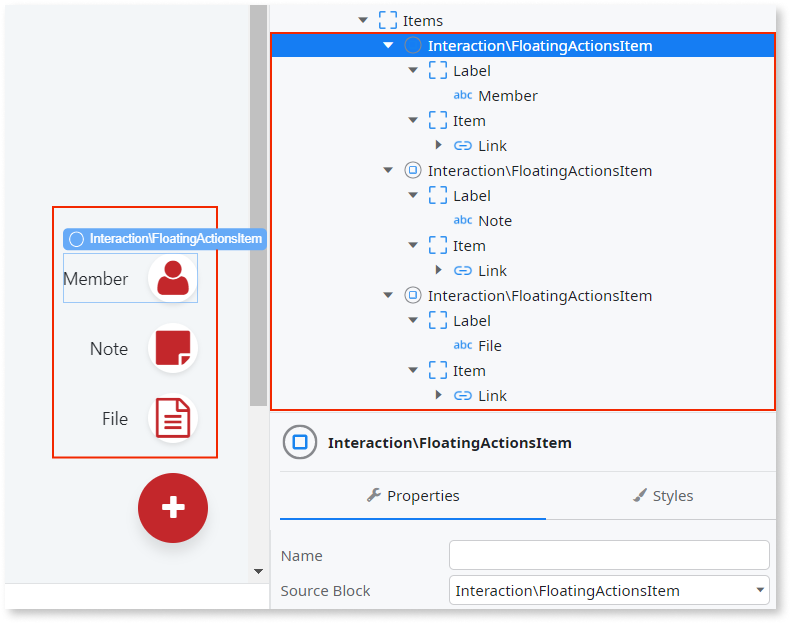 Items
Interaction\FloatingActionsItem
Label
abc Member
Item
Link
Interaction\FloatingActionsItem
Label
abc Note
Item
Link
Interaction\FloatingActionsItem
Label
abc File
Item
Link
Interaction\FloatingActionsItem
Member
Note
File
Interaction\FloatingActionsItem
Properties Styles
Name
Source Block Interaction\FloatingActionsItem